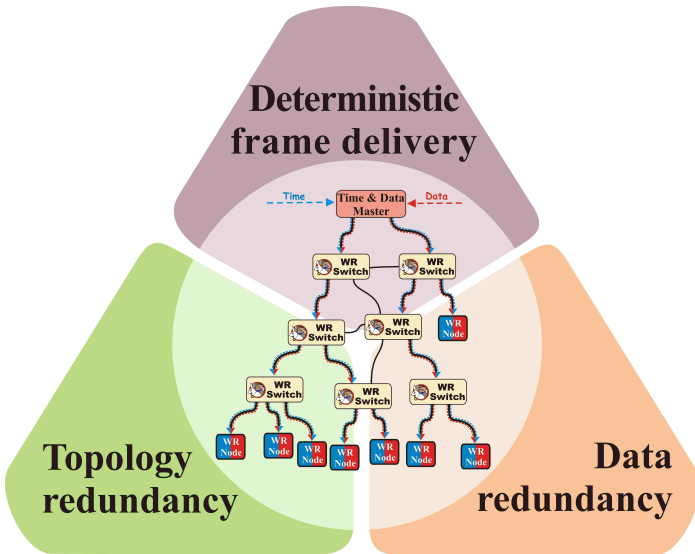 Deterministic
frame delivery
Time
Time & Data
Master
Data
WR
Switch
WR
Switch
WR
Switch
WR
Switch
WR
Node
WR
Switch
WR
Switch
WR
Switch
WR
Node
WR
Node
WR
Node
WR
Node
WR
Node
WR
Node
WR
Node
Topology
redundancy
Data
redundancy